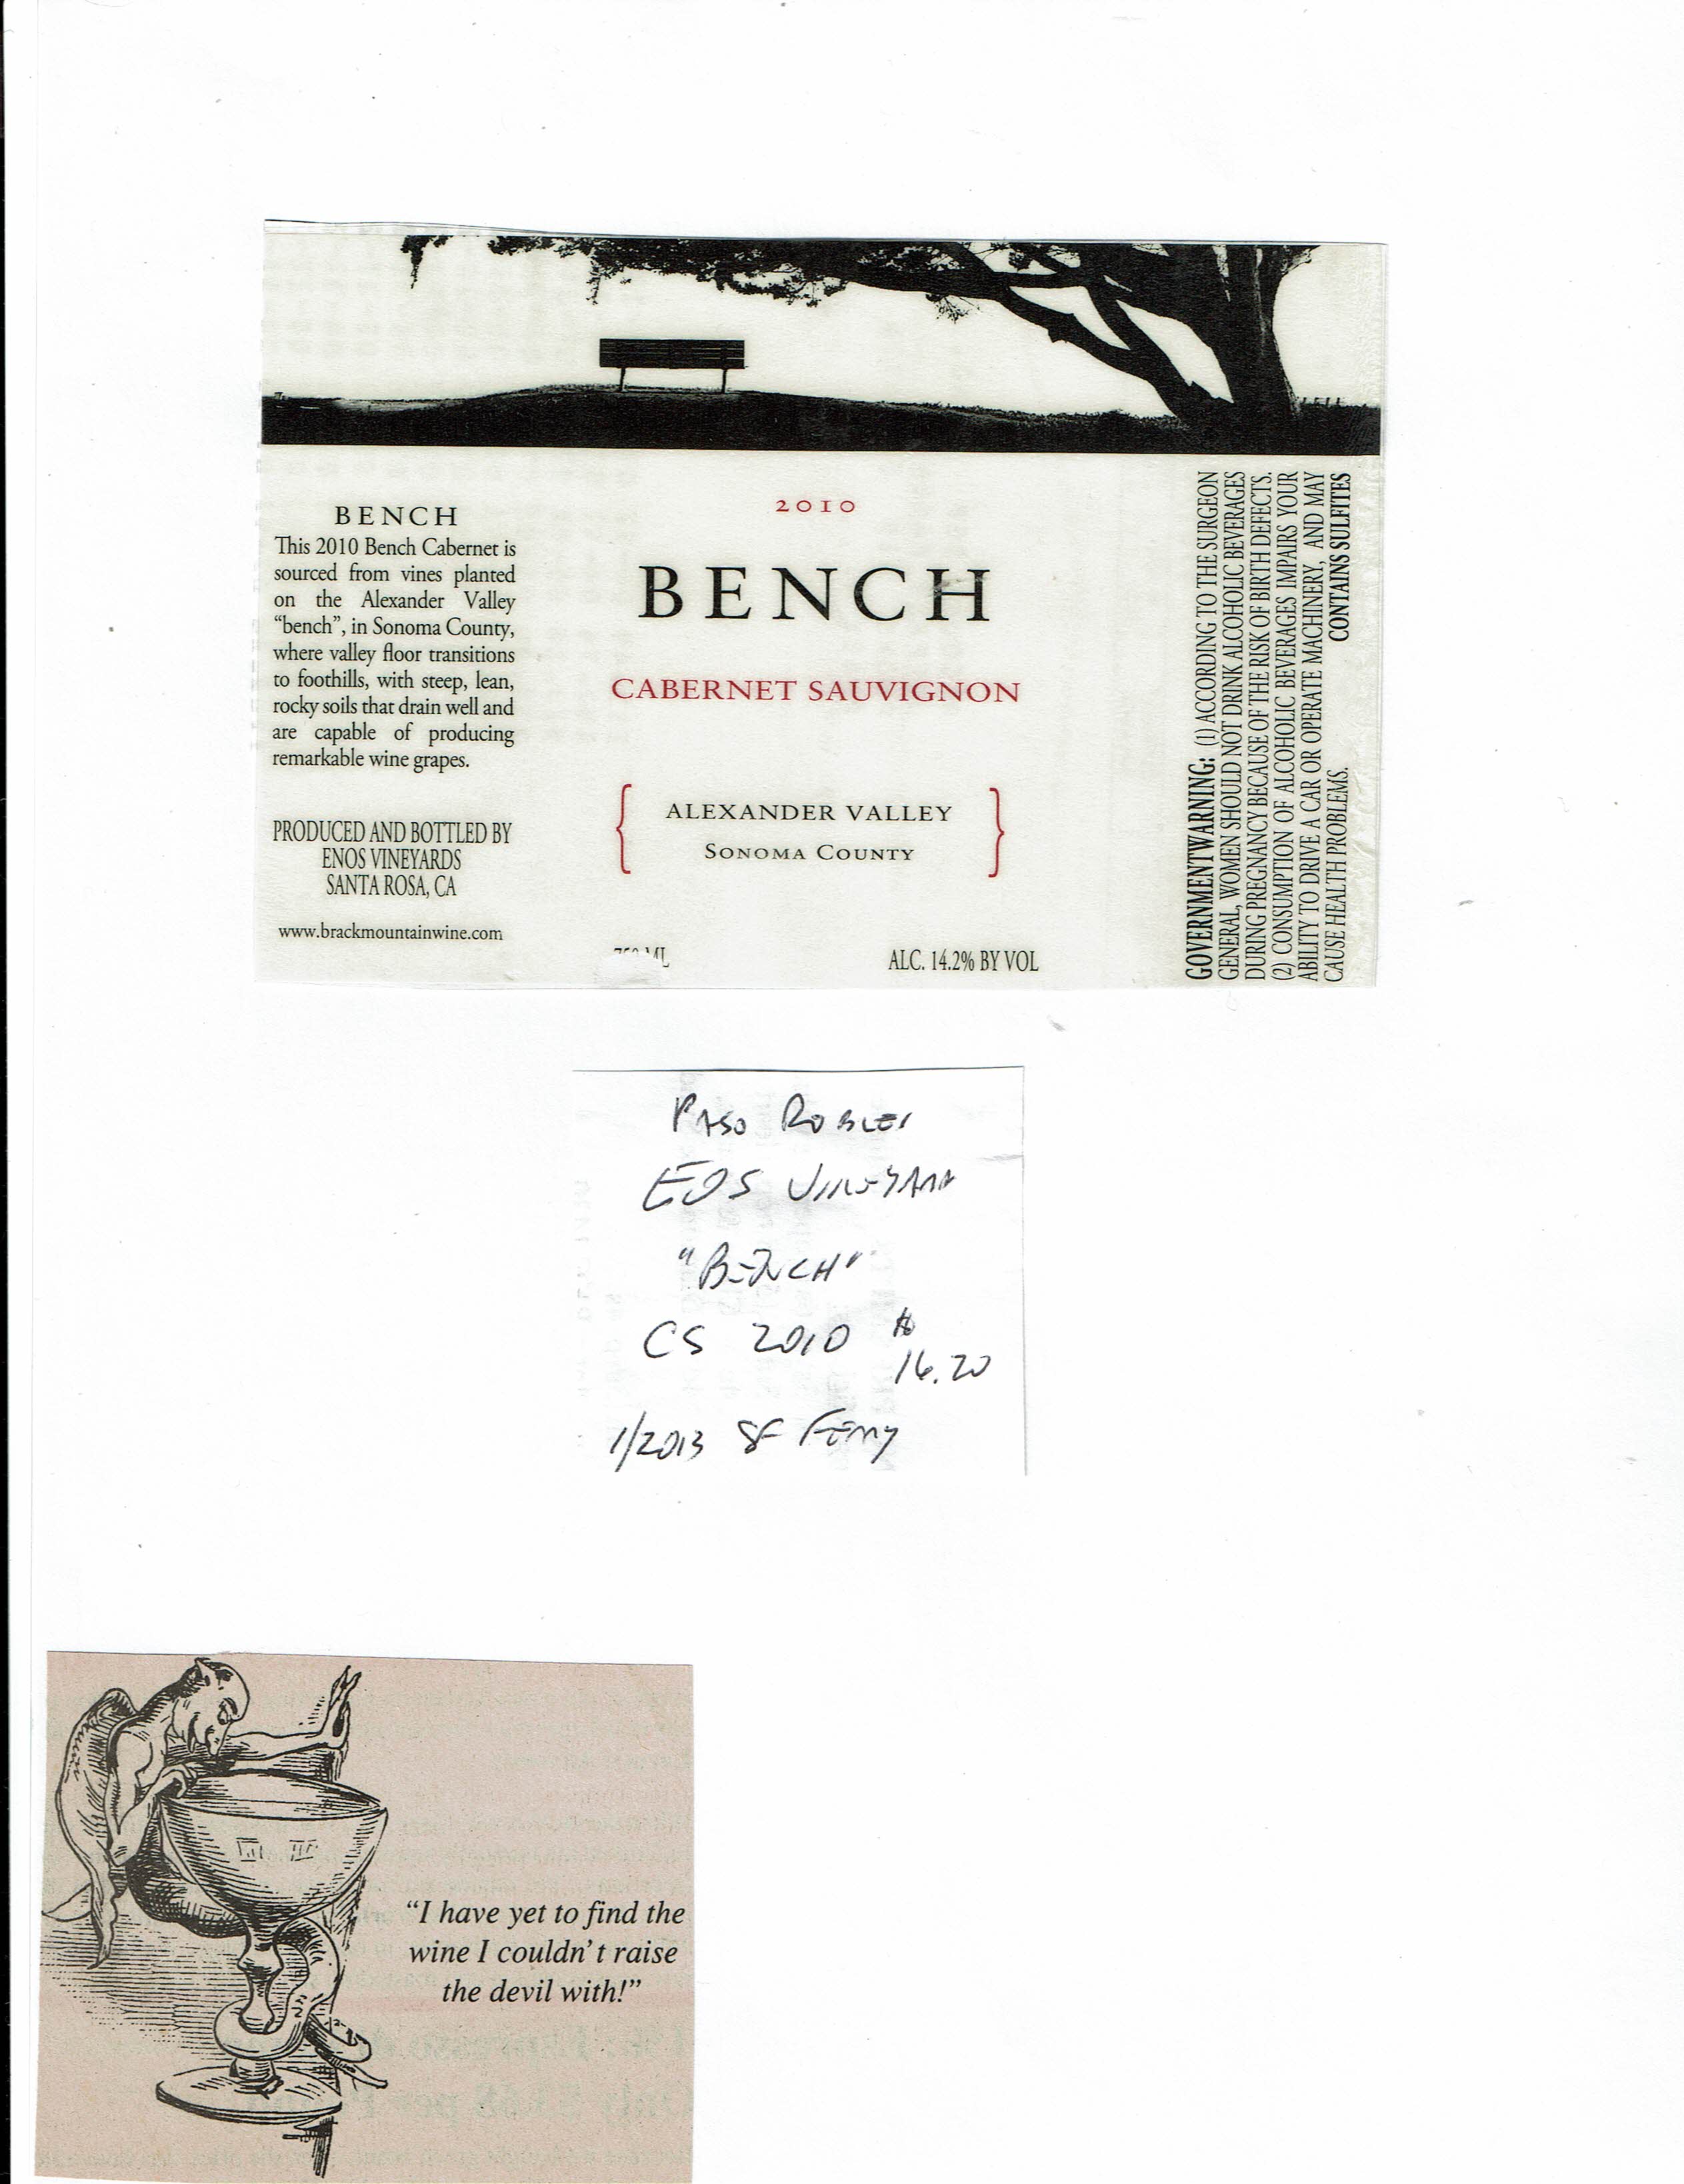 BENCH
This 2010 Bench Cabernet is
sourced from vines planted
on the Alexander Valley
“bench”, in Sonoma County,
where valley floor transitions
to foothills, with steep, lean,
rocky soils that drain well and
are capable of producing
remarkable wine grapes.
PRODUCED AND BOTTLED BY
ENOS VINEYARDS
SANTA ROSA, CA
www.brackmountainwine.com
2010
BENCH
CABERNET SAUVIGNON
{ ALEXANDER VALLEY
SONOMA COUNTY }
750 ML
ALC. 14.2% BY VOL
GOVERNMENT WARNING: (1) ACCORDING TO THE SURGEON
GENERAL, WOMEN SHOULD NOT DRINK ALCOHOLIC BEVERAGES
DURING PREGNANCY BECAUSE OF THE RISK OF BIRTH DEFECTS.
(2) CONSUMPTION OF ALCOHOLIC BEVERAGES IMPAIRS YOUR
ABILITY TO DRIVE A CAR OR OPERATE MACHINERY, AND MAY
CAUSE HEALTH PROBLEMS. CONTAINS SULFITES
PASO ROBLES
EOS VINEYARD
"BENCH"
CS 2010 $
16.20
1/2013 SF FERRY
“I have yet to find the
wine I couldn’t raise
the devil with!”